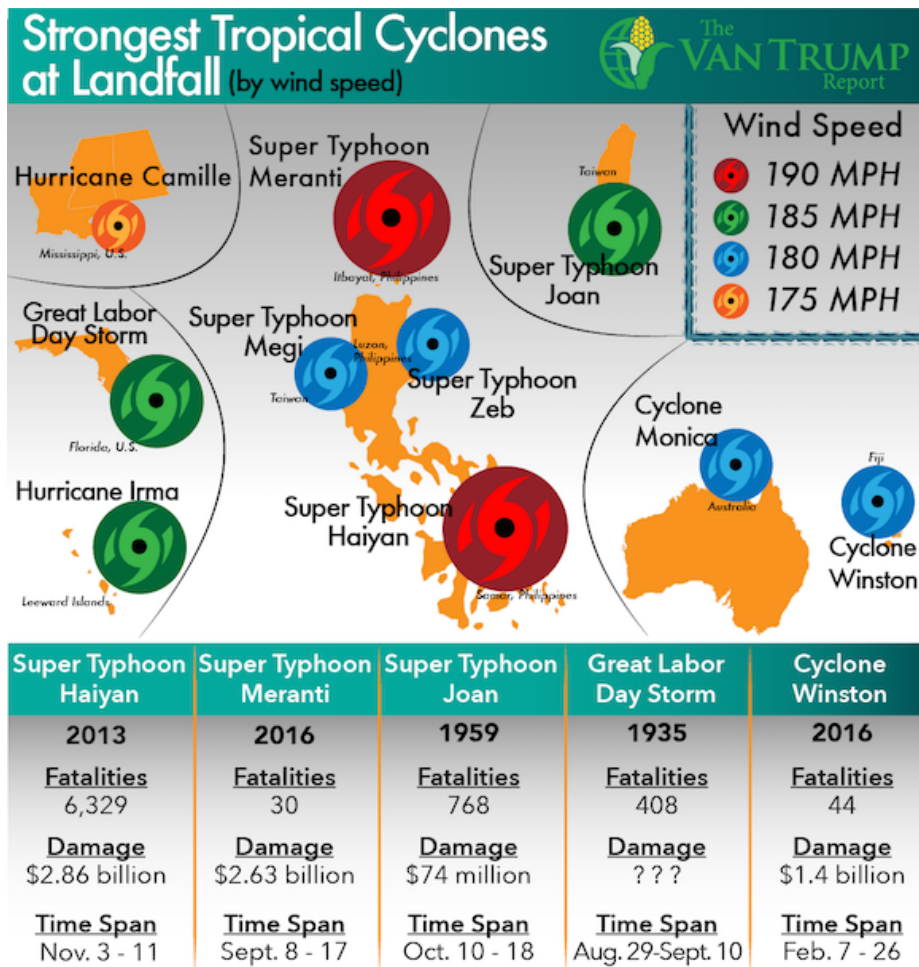 Strongest Tropical Cyclones
at Landfall (by wind speed)
The
VAN TRUMP
Report
Wind Speed
190 MPH
185 MPH
180 MPH
175 MPH
Hurricane Camille
Mississippi, U.S.
Super Typhoon
Meranti
Itbayat, Philippines
Taiwan
Super Typhoon
Joan
Great Labor
Day Storm
Florida, U.S.
Super Typhoon
Megi
Taiwan
Luzon,
Philippines
Super Typhoon
Zeb
Cyclone
Monica
Australia
Fiji
Cyclone
Winston
Hurricane Irma
Leeward Islands
Super Typhoon
Haiyan
Samar, Philippines
Super Typhoon
Haiyan
2013
Fatalities
6,329
Damage
$2.86 billion
Time Span
Nov. 3 - 11
Super Typhoon
Meranti
2016
Fatalities
30
Damage
$2.63 billion
Time Span
Sept. 8 - 17
Super Typhoon
Joan
1959
Fatalities
768
Damage
$74 million
Time Span
Oct. 10 - 18
Great Labor
Day Storm
1935
Fatalities
408
Damage
? ? ?
Time Span
Aug. 29-Sept. 10
Cyclone
Winston
2016
Fatalities
44
Damage
$1.4 billion
Time Span
Feb. 7 - 26